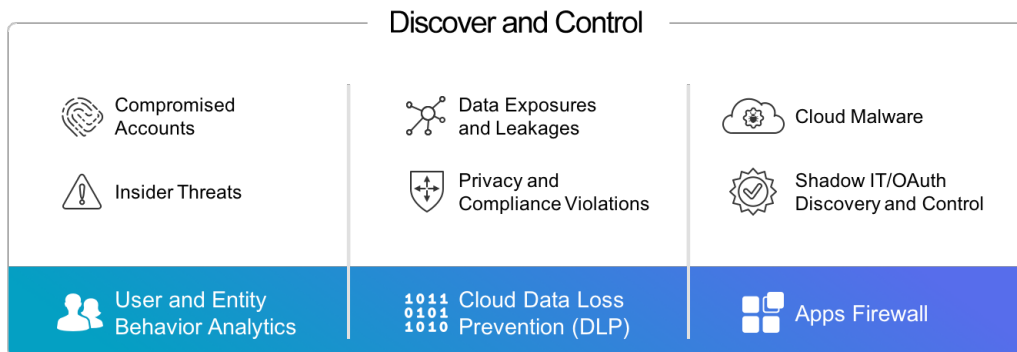 Discover and Control
Compromised
Accounts
Insider Threats
Data Exposures
and Leakages
Privacy and
Compliance Violations
Cloud Malware
Shadow IT/OAuth
Discovery and Control
User and Entity
Behavior Analytics
1011
0101
1010
Cloud Data Loss
Prevention (DLP)
Apps Firewall